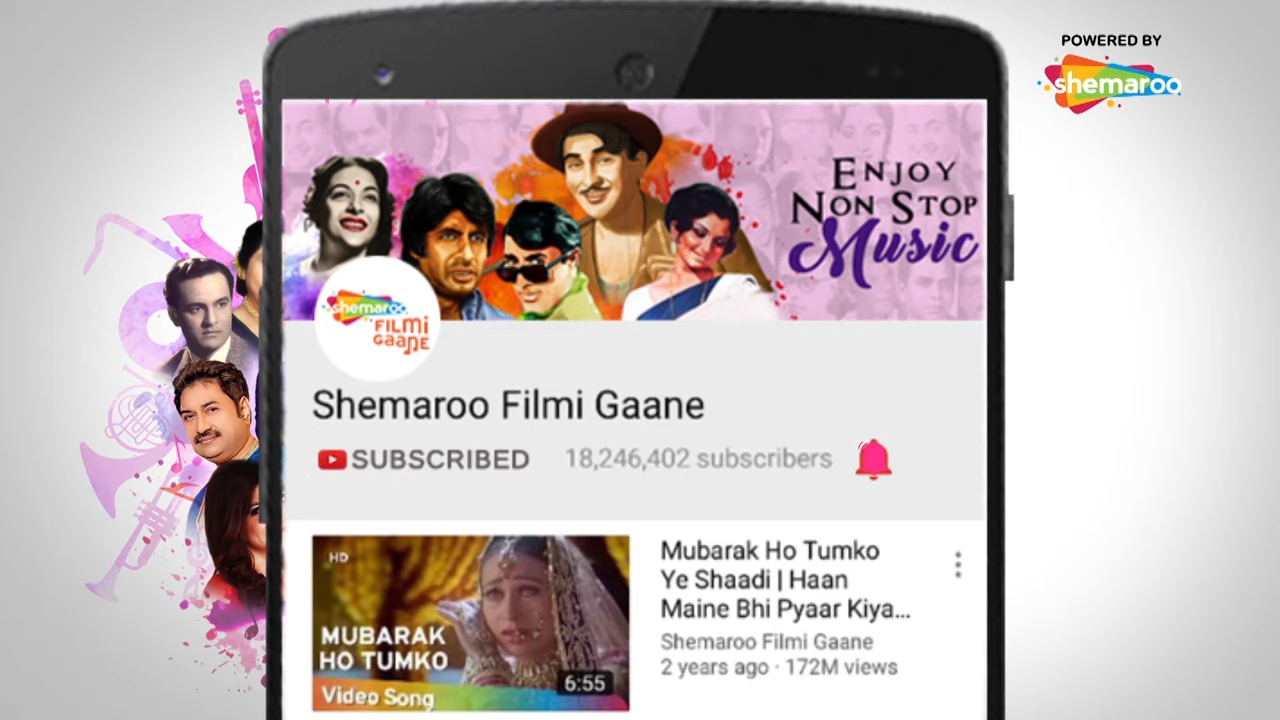 POWERED BY
shemaroo
ENJOY
NON STOP
Music
shemaroo
FILMI
GAANE
Shemaroo Filmi Gaane
SUBSCRIBED 18,246,402 subscribers
HD
MUBARAK
HO TUMKO
Video Song
6:55
Mubarak Ho Tumko
Ye Shaadi | Haan
Maine Bhi Pyaar Kiya...
Shemaroo Filmi Gaane
2 years ago · 172M views